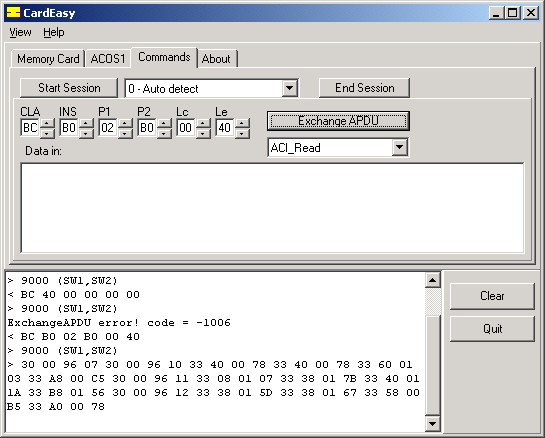 CardEasy
View Help
Memory Card ACOS1 Commands About
Start Session 0 - Auto detect End Session
CLA INS P1 P2 Lc Le
BC B0 02 B0 00 40 Exchange APDU
Data in: ACI_Read
> 9000 (SW1,SW2)
< BC 40 00 00 00 00
> 9000 (SW1,SW2)
ExchangeAPDU error! code = -1006
< BC B0 02 B0 00 40
> 9000 (SW1,SW2)
> 30 00 96 07 30 00 96 10 33 40 00 78 33 40 00 78 33 60 01
03 33 A8 00 C5 30 00 96 11 33 08 01 07 33 38 01 7B 33 40 01
1A 33 B8 01 56 30 00 96 12 33 38 01 5D 33 38 01 67 33 58 00
B5 33 A0 00 78
Clear
Quit